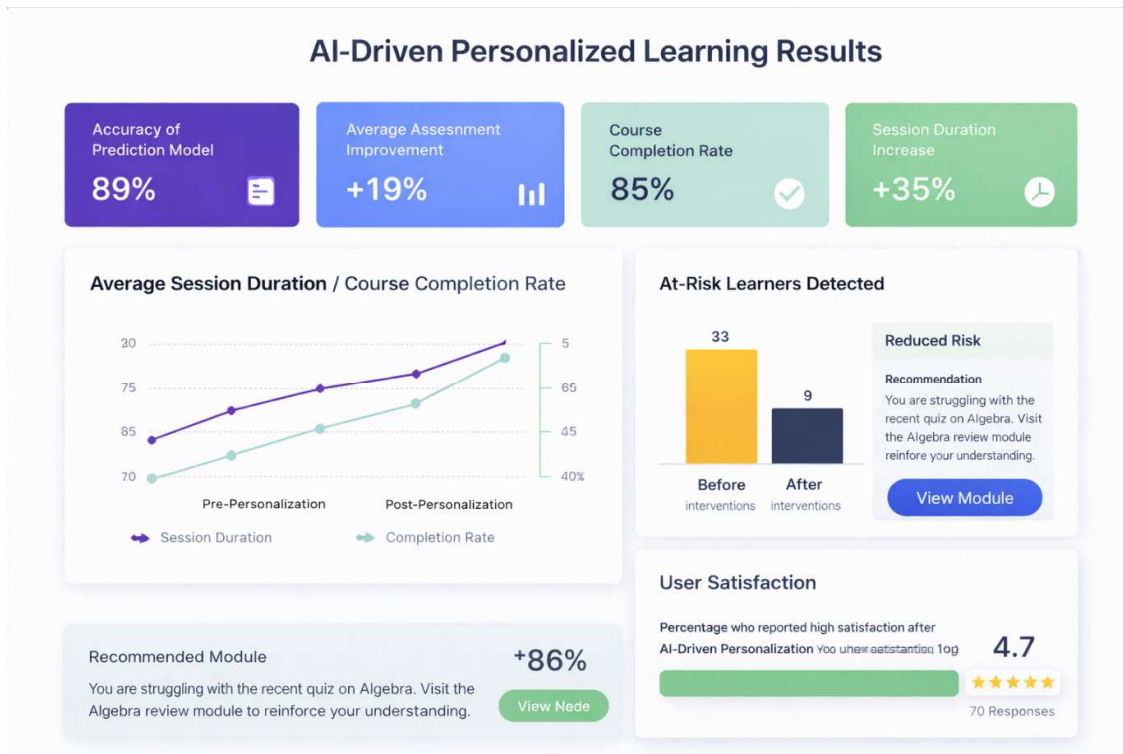 AI-Driven Personalized Learning Results
Accuracy of
Prediction Model
89%
Average Assesnment
Improvement
+19%
Course
Completion Rate
85%
Session Duration
Increase
+35%
Average Session Duration / Course Completion Rate
30
75
85
70
5
65
45
40%
Pre-Personalization
Post-Personalization
Session Duration
Completion Rate
At-Risk Learners Detected
33
9
Before
interventions
After
interventions
Reduced Risk
Recommendation
You are struggling with the
recent quiz on Algebra. Visit
the Algebra review module
reinfore your understanding.
View Module
Recommended Module
You are struggling with the recent quiz on Algebra. Visit the
Algebra review module to reinforce your understanding.
+86%
View Node
User Satisfaction
Percentage who reported high satisfaction after
AI-Driven Personalization
4.7
70 Responses